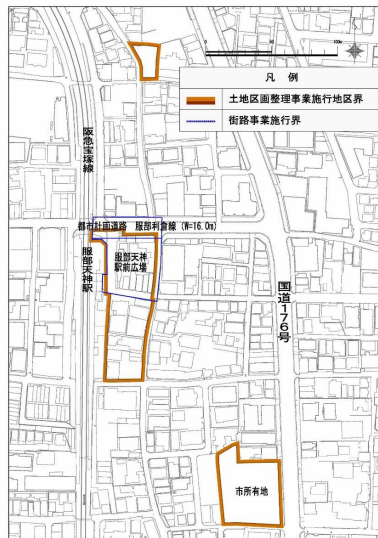 凡 例
土地区画整理事業施行地区界
街路事業施行界
阪急宝塚線
都市計画道路 服部利倉線 (W=16.0m)
服部天神駅
服部天神
駅前広場
国道176号
市所有地